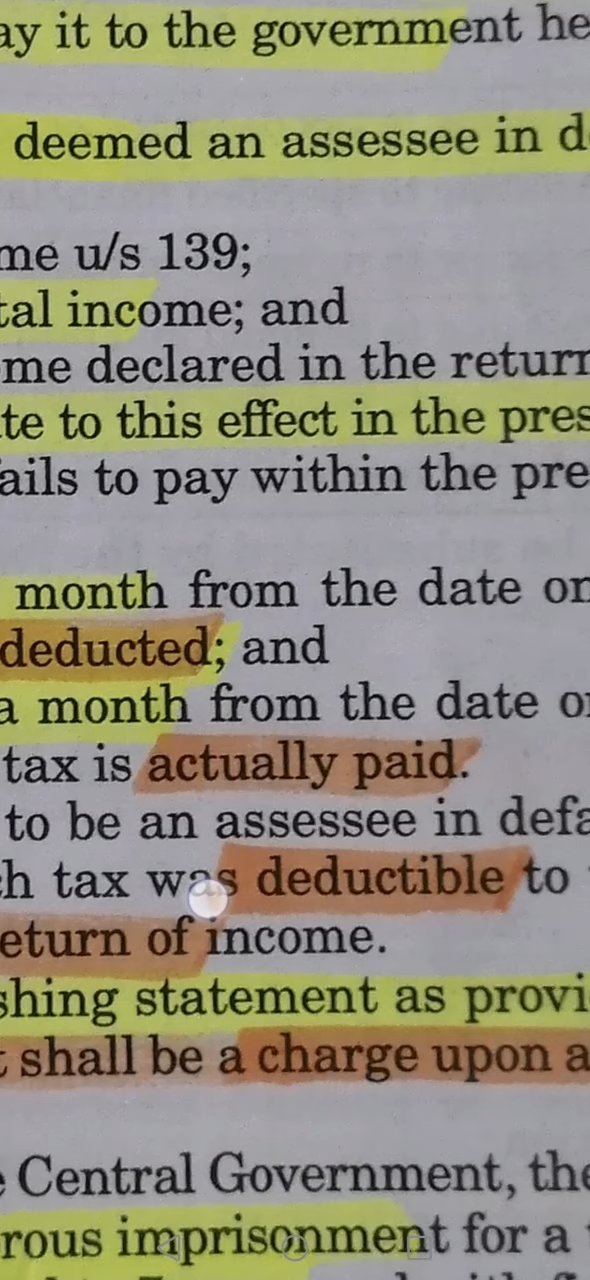 ay it to the government he
deemed an assessee in d
me u/s 139;
tal income; and
me declared in the return
te to this effect in the pres
ails to pay within the pre
month from the date on
deducted; and
a month from the date o
tax is actually paid.
to be an assessee in defa
h tax was deductible to
eturn of income.
shing statement as provi
t shall be a charge upon a
e Central Government, the
rous imprisonment for a